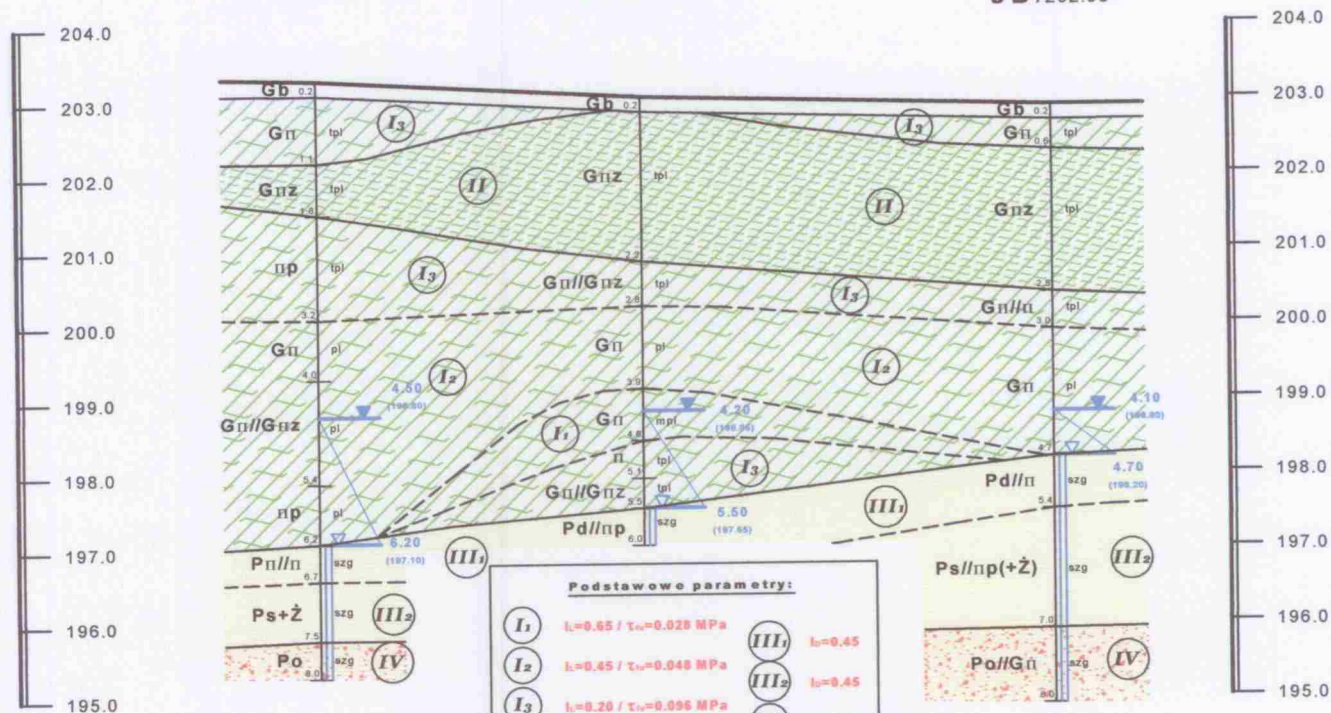 204.0
203.0
202.0
201.0
200.0
199.0
198.0
197.0
196.0
195.0
204.0
203.0
202.0
201.0
200.0
199.0
198.0
197.0
196.0
195.0
Gb 0.2
Gπ tpl
1.1
Gπz tpl
1.8
πp tpl
3.2
Gπ pl
4.0
Gπ//Gπz pl
5.4
πp pl
6.2
Pπ//π szg
6.7
Ps+Ż szg
7.5
Po szg
8.0
4.50
6.20
(197.10)
Gb 0.2
Gπz tpl
2.2
Gπ//Gπz tpl
2.8
Gπ pl
3.9
Gπ mpl
π tpl
5.1
Gπ//Gπz tpl
5.5
Pd//πp szg
6.0
4.20
5.50
(197.65)
Gb 0.2
Gπ tpl
0.6
Gπz tpl
2.5
Gπ//π tpl
3.0
Gπ pl
4.7
Pd//π szg
5.4
Ps//πp(+Ż) szg
7.0
Po//Gπ szg
8.0
4.10
4.70
(198.20)
I₃
I₃
II
II
I₃
I₃
I₂
I₂
I₁
I₃
III₁
III₁
III₂
III₂
IV
IV
Podstawowe parametry:
I₁ IL=0.65 / τfu=0.028 MPa
I₂ IL=0.45 / τfu=0.048 MPa
I₃ IL=0.20 / τfu=0.096 MPa
III₁ ID=0.45
III₂ ID=0.45